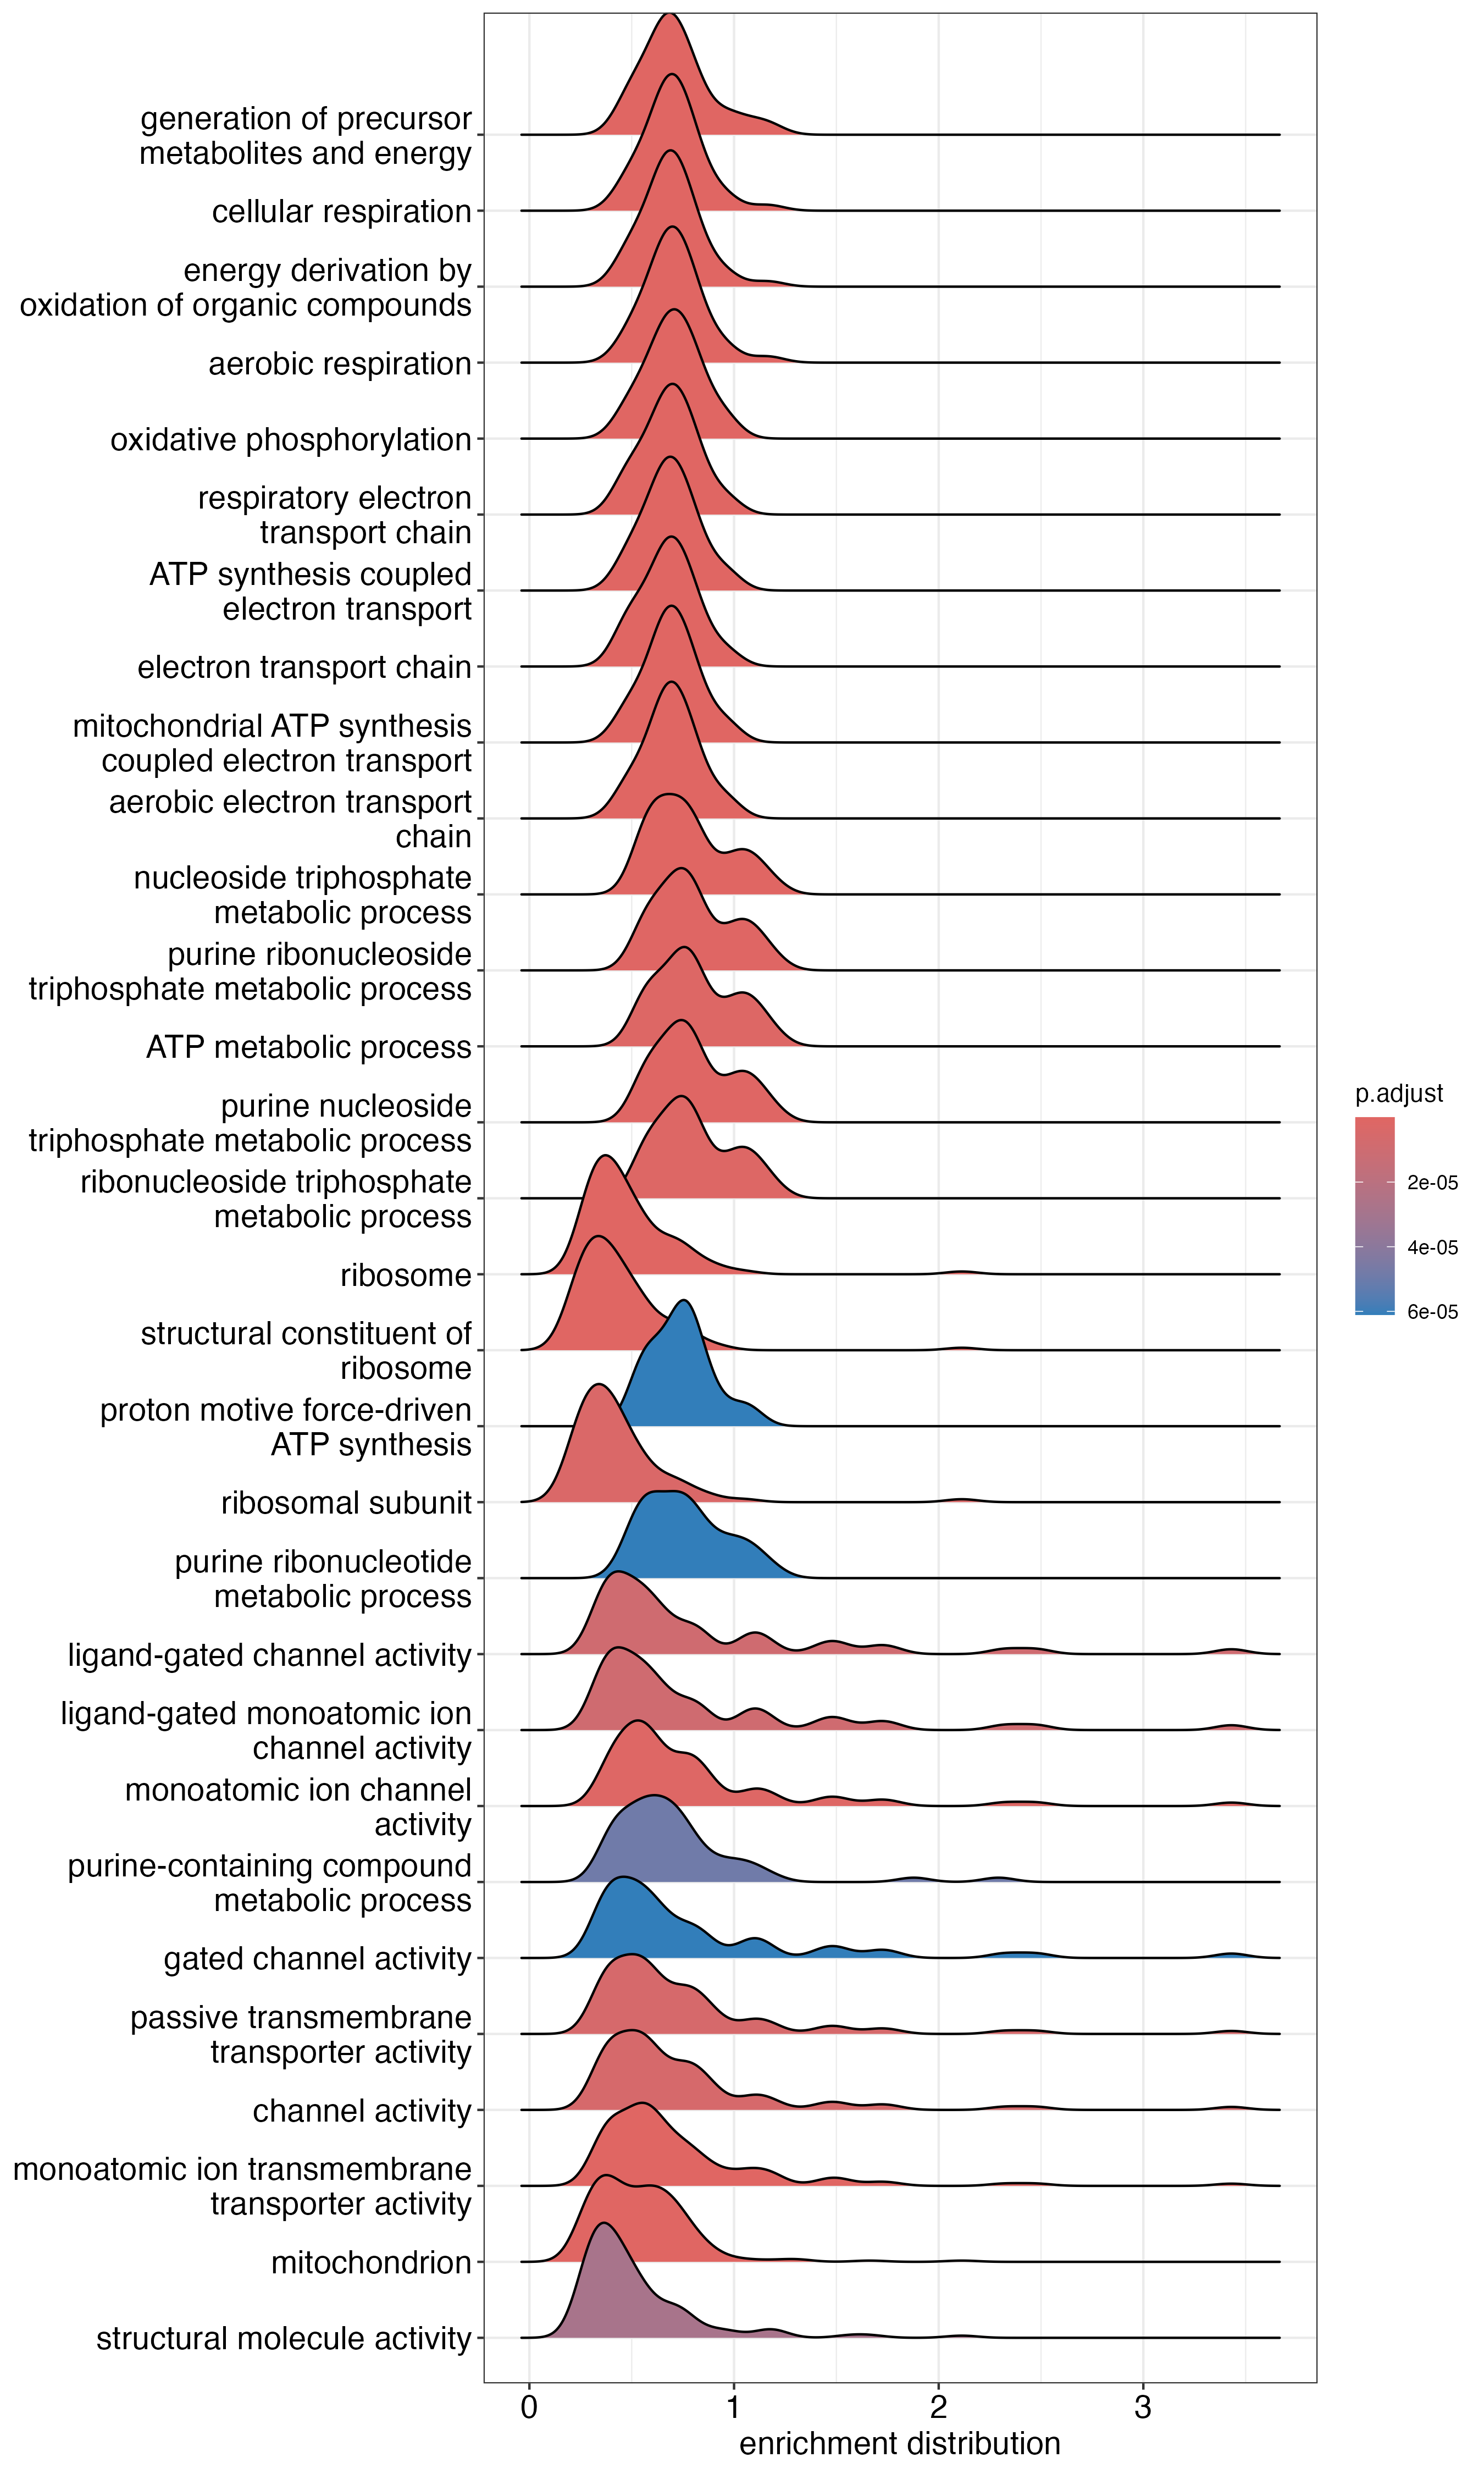 generation of precursor
metabolites and energy
cellular respiration
energy derivation by
oxidation of organic compounds
aerobic respiration
oxidative phosphorylation
respiratory electron
transport chain
ATP synthesis coupled
electron transport
electron transport chain
mitochondrial ATP synthesis
coupled electron transport
aerobic electron transport
chain
nucleoside triphosphate
metabolic process
purine ribonucleoside
triphosphate metabolic process
ATP metabolic process
purine nucleoside
triphosphate metabolic process
ribonucleoside triphosphate
metabolic process
ribosome
structural constituent of
ribosome
proton motive force-driven
ATP synthesis
ribosomal subunit
purine ribonucleotide
metabolic process
ligand-gated channel activity
ligand-gated monoatomic ion
channel activity
monoatomic ion channel
activity
purine-containing compound
metabolic process
gated channel activity
passive transmembrane
transporter activity
channel activity
monoatomic ion transmembrane
transporter activity
mitochondrion
structural molecule activity
0 1 2 3
enrichment distribution
p.adjust
2e-05
4e-05
6e-05